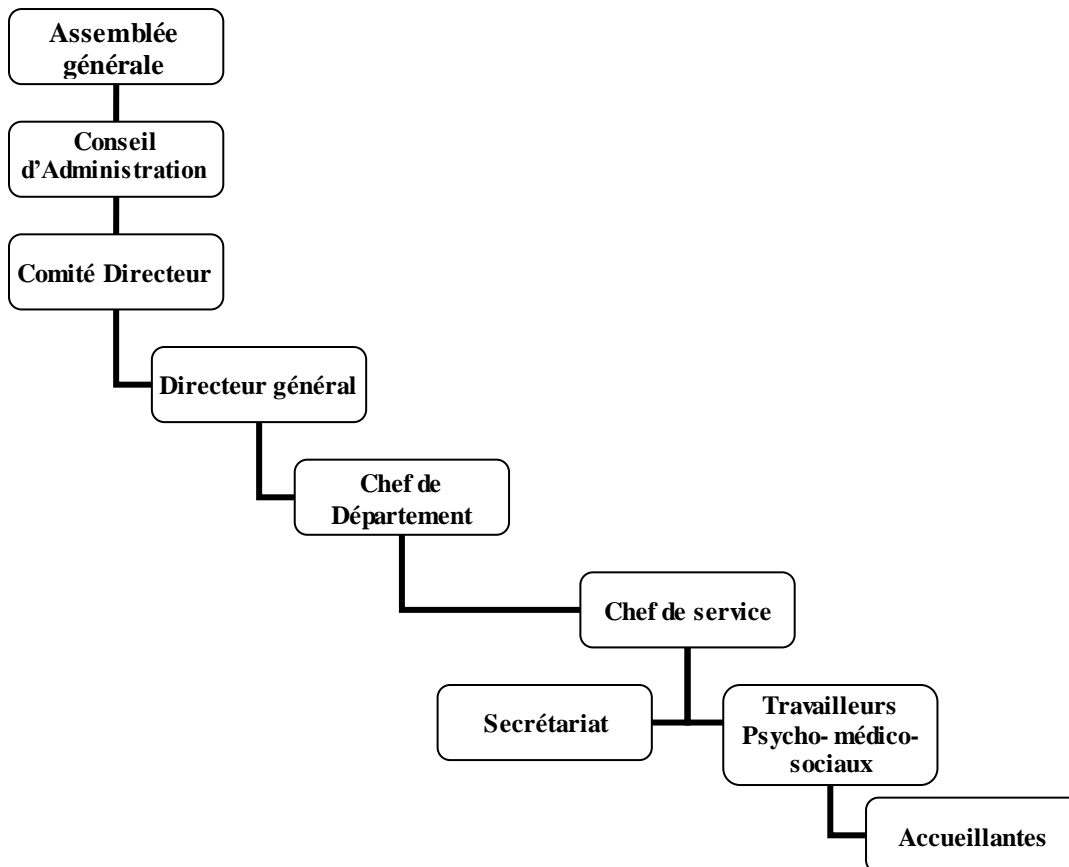 Assemblée
générale
Conseil
d'Administration
Comité Directeur
Directeur général
Chef de
Département
Chef de service
Secrétariat
Travailleurs
Psycho- médico-
sociaux
Accueillantes